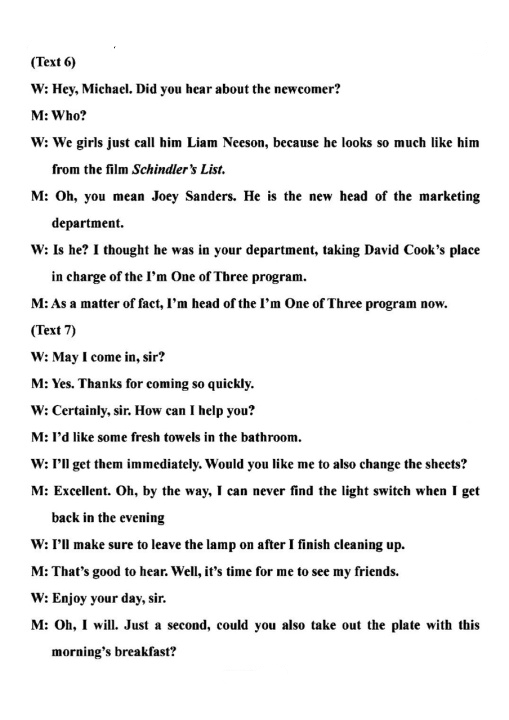 (Text 6)
W: Hey, Michael. Did you hear about the newcomer?
M: Who?
W: We girls just call him Liam Neeson, because he looks so much like him
from the film Schindler's List.
M: Oh, you mean Joey Sanders. He is the new head of the marketing
department.
W: Is he? I thought he was in your department, taking David Cook's place
in charge of the I'm One of Three program.
M: As a matter of fact, I'm head of the I'm One of Three program now.
(Text 7)
W: May I come in, sir?
M: Yes. Thanks for coming so quickly.
W: Certainly, sir. How can I help you?
M: I'd like some fresh towels in the bathroom.
W: I'll get them immediately. Would you like me to also change the sheets?
M: Excellent. Oh, by the way, I can never find the light switch when I get
back in the evening
W: I'll make sure to leave the lamp on after I finish cleaning up.
M: That's good to hear. Well, it's time for me to see my friends.
W: Enjoy your day, sir.
M: Oh, I will. Just a second, could you also take out the plate with this
morning's breakfast?